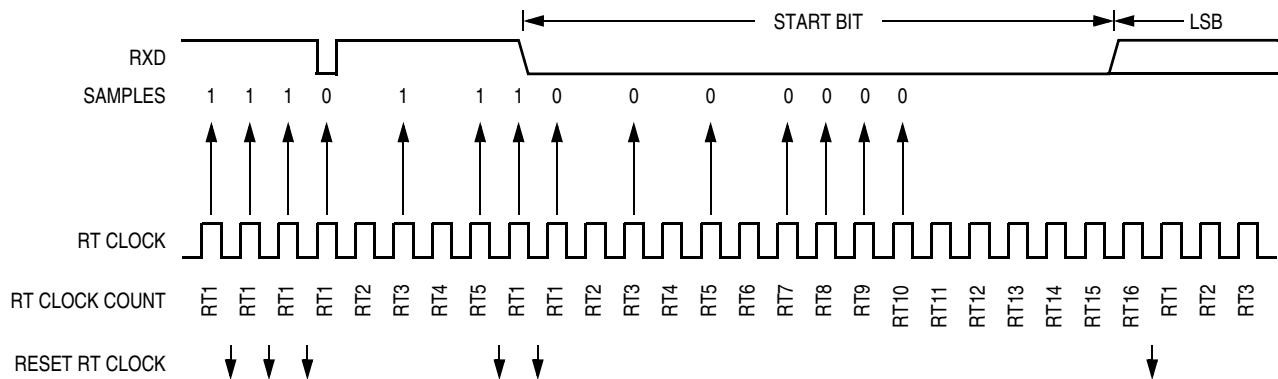 START BIT LSB
RXD
SAMPLES 1 1 1 0 1 1 1 0 0 0 0 0 0 0
RT CLOCK
RT CLOCK COUNT RT1 RT1 RT1 RT1 RT2 RT3 RT4 RT5 RT1 RT1 RT2 RT3 RT4 RT5 RT6 RT7 RT8 RT9 RT10 RT11 RT12 RT13 RT14 RT15 RT16 RT1 RT2 RT3
RESET RT CLOCK